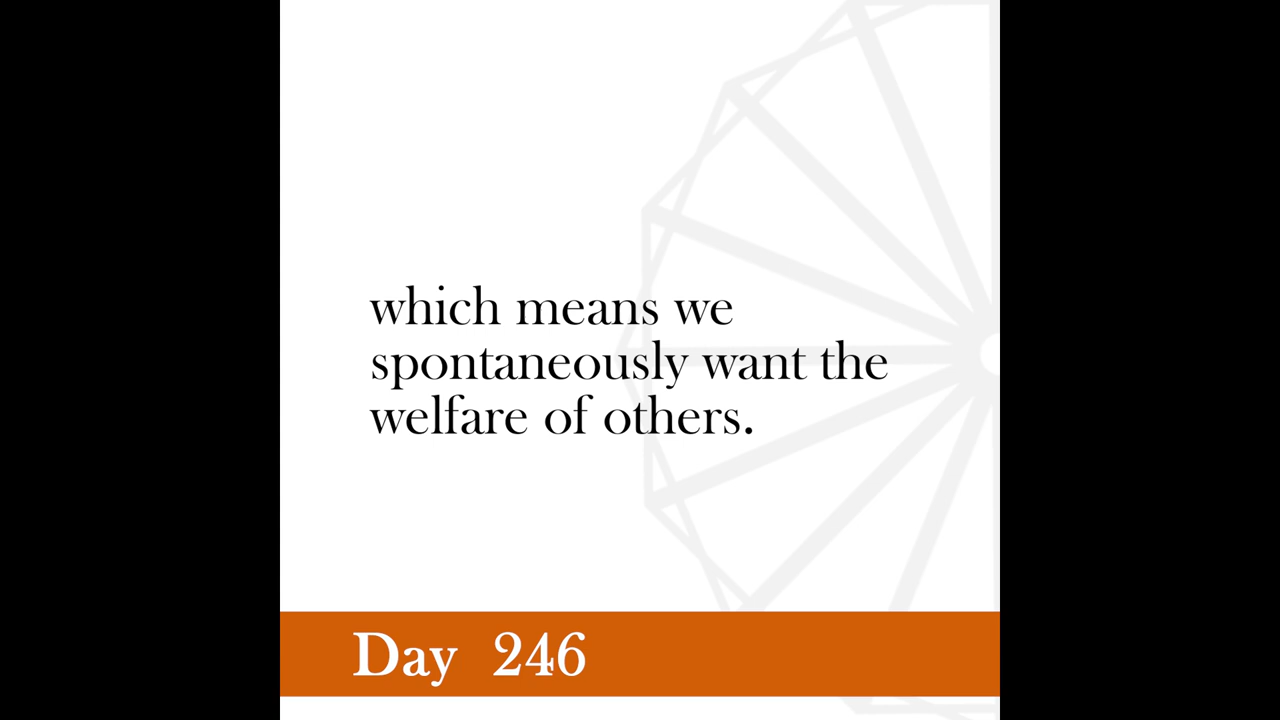 which means we
spontaneously want the
welfare of others.
Day 246